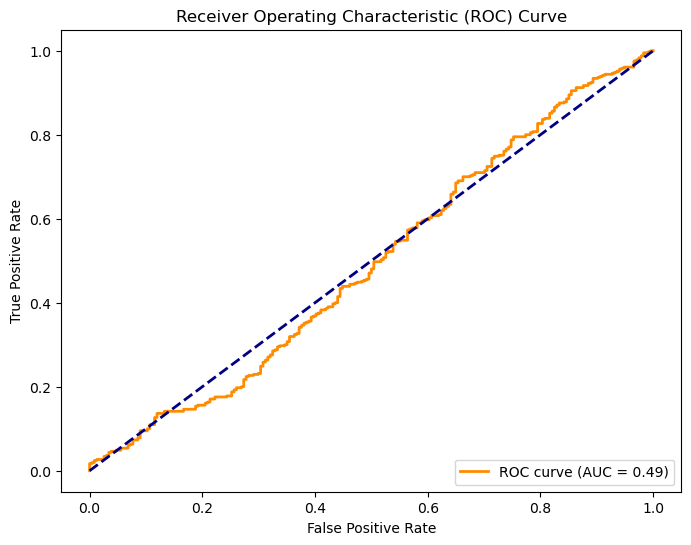 Receiver Operating Characteristic (ROC) Curve
1.0
0.8
0.6
0.4
0.2
0.0
True Positive Rate
0.0 0.2 0.4 0.6 0.8 1.0
False Positive Rate
ROC curve (AUC = 0.49)